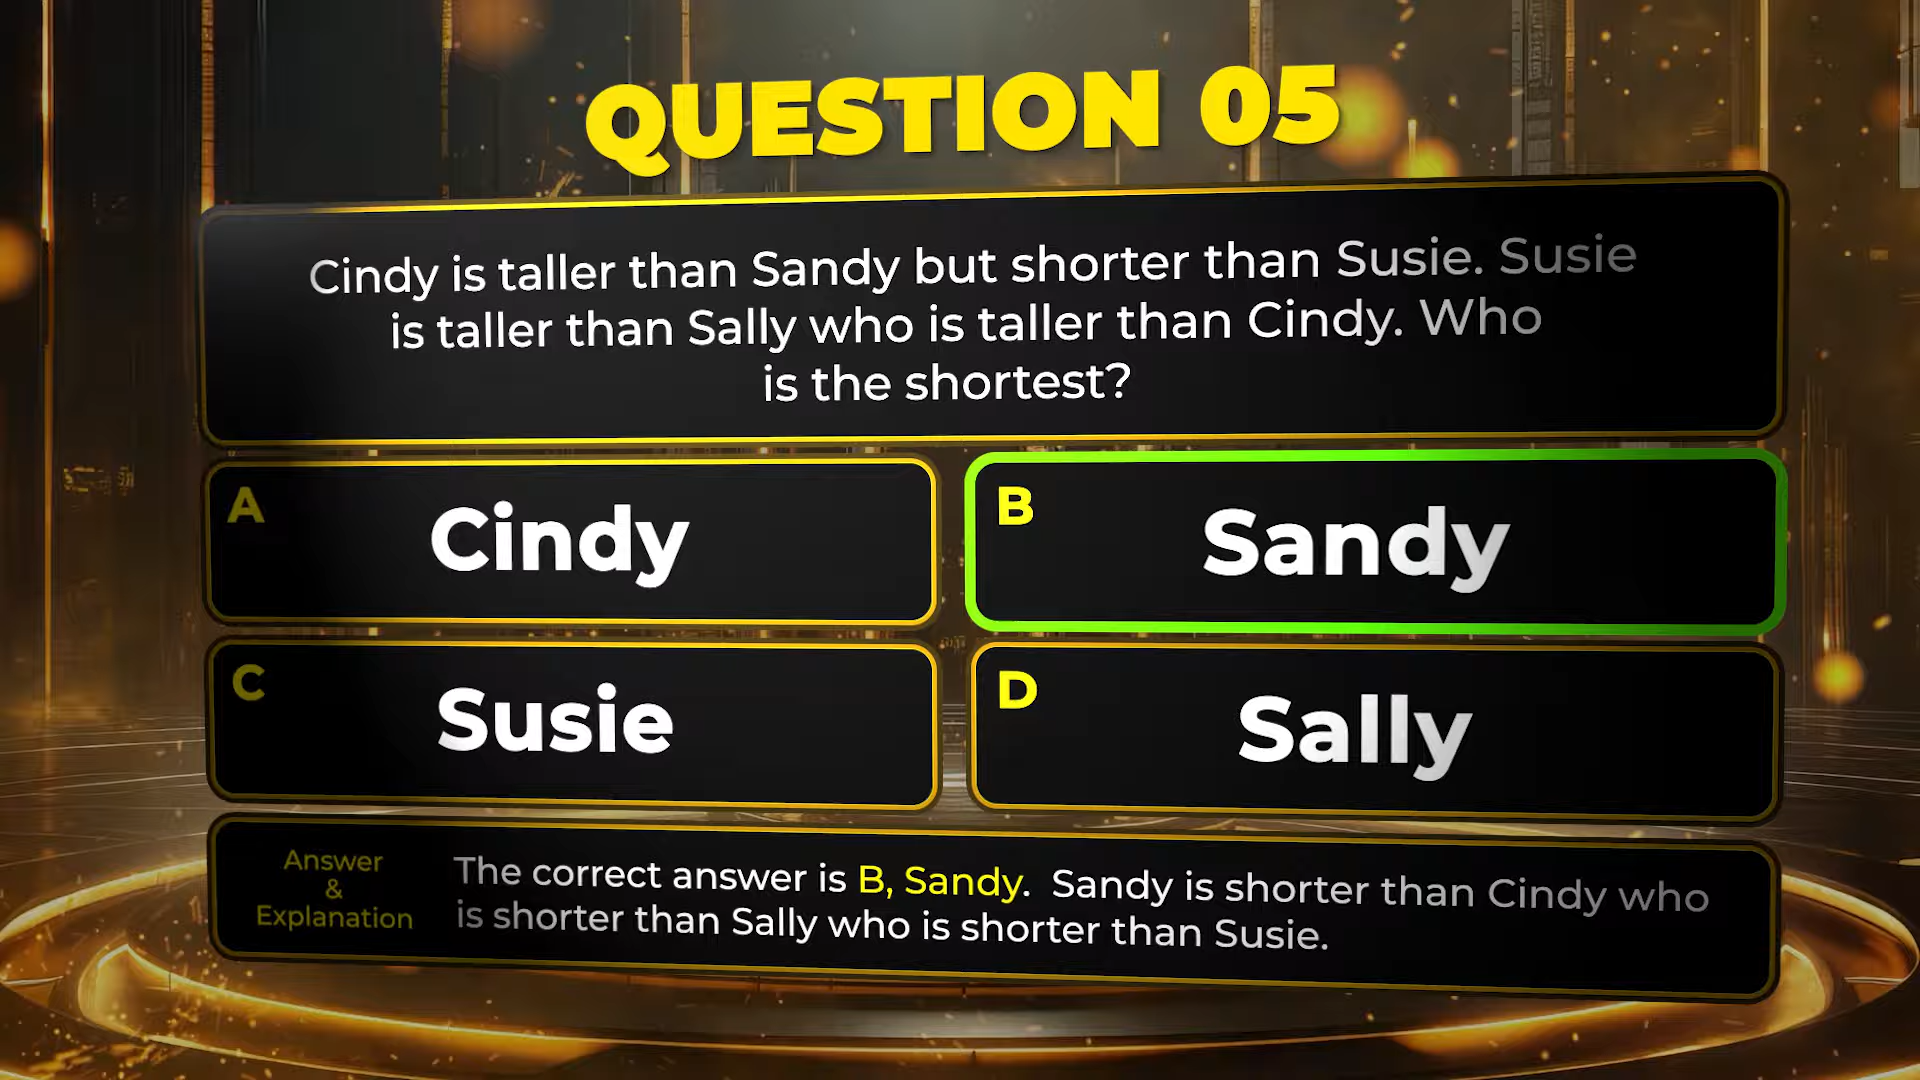 QUESTION 05
Cindy is taller than Sandy but shorter than Susie. Susie
is taller than Sally who is taller than Cindy. Who
is the shortest?
A
Cindy
B
Sandy
C
Susie
D
Sally
Answer
&
Explanation
The correct answer is B, Sandy. Sandy is shorter than Cindy who
is shorter than Sally who is shorter than Susie.